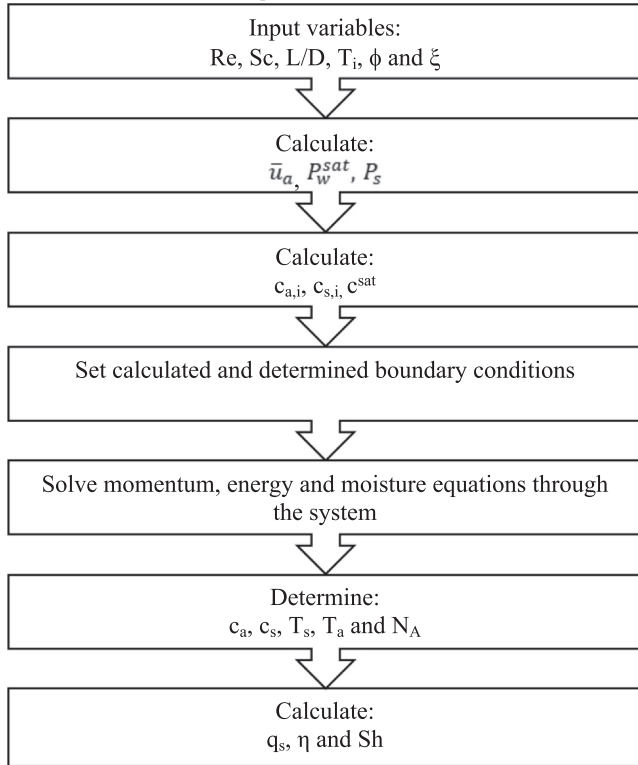 Input variables:
Re, Sc, L/D, Tᵢ, ϕ and ξ
Calculate:
ūₐ, P_w^sat, P_s
Calculate:
c_a,i, c_s,i, c^sat
Set calculated and determined boundary conditions
Solve momentum, energy and moisture equations through
the system
Determine:
c_a, c_s, T_s, T_a and N_A
Calculate:
q_s, η and Sh